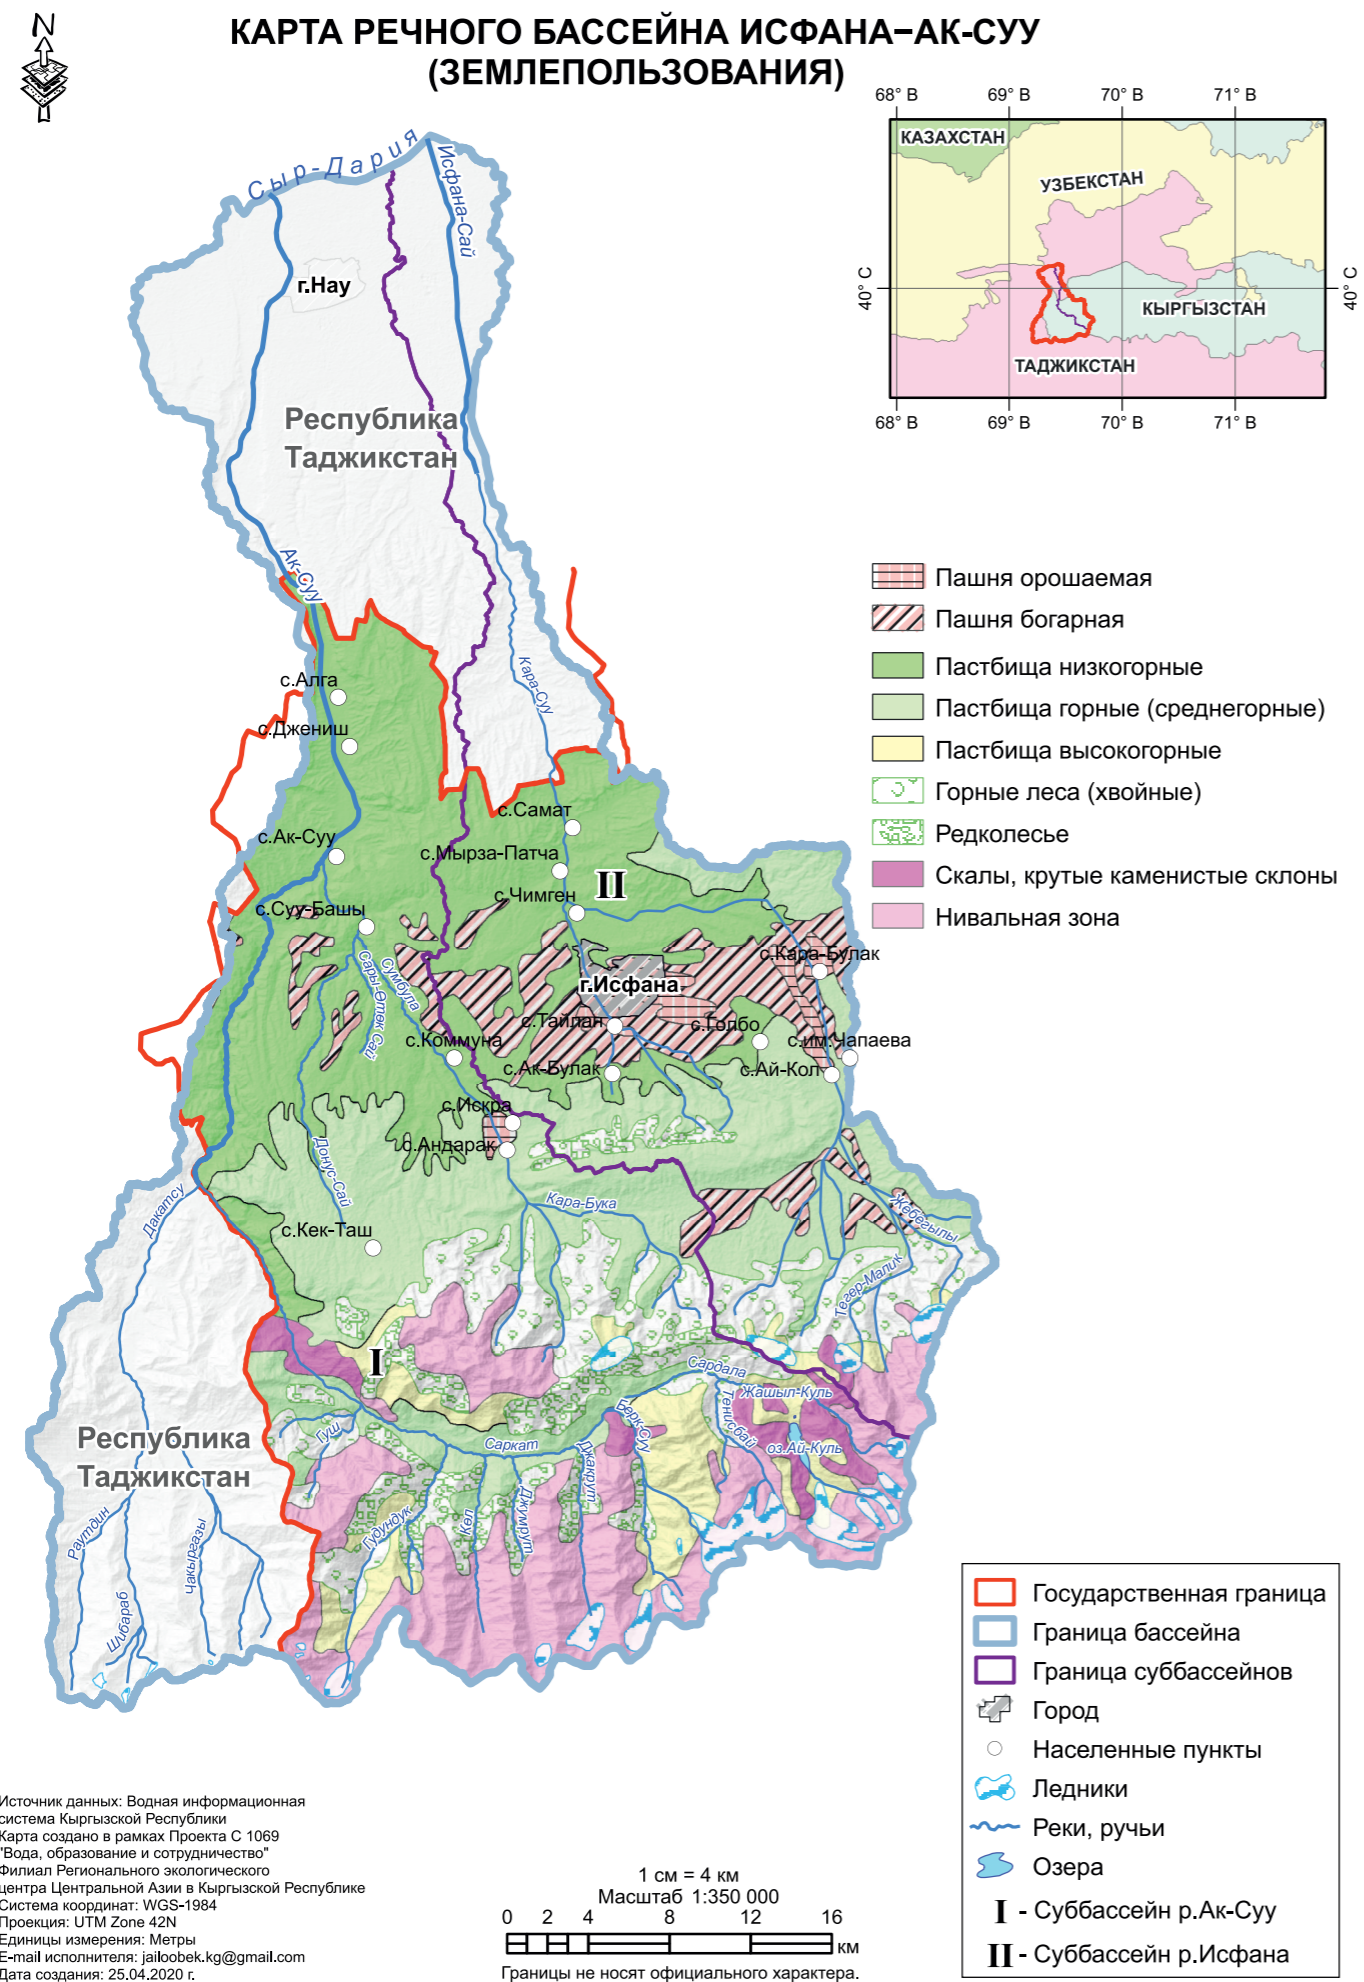 N
КАРТА РЕЧНОГО БАССЕЙНА ИСФАНА–АК-СУУ
(ЗЕМЛЕПОЛЬЗОВАНИЯ)
68° В
69° В
70° В
71° В
КАЗАХСТАН
УЗБЕКСТАН
40° С
40° С
КЫРГЫЗСТАН
ТАДЖИКСТАН
68° В
69° В
70° В
71° В
Сыр-Дария
Исфана-Сай
г.Нау
Республика
Таджикстан
Ак-Суу
Кара-Суу
Пашня орошаемая
Пашня богарная
Пастбища низкогорные
Пастбища горные (среднегорные)
Пастбища высокогорные
Горные леса (хвойные)
Редколесье
Скалы, крутые каменистые склоны
Нивальная зона
с.Алга
с.Джениш
с.Самат
с.Ак-Суу
с.Мырза-Патча
II
с.Чимген
с.Суу-Башы
с.Кара-Булак
Сары-Өтөк Сай
Сумбула
г.Исфана
с.Тайлан
с.Голбо
с.Коммуна
с.им.Чапаева
с.Ак-Булак
с.Ай-Кол
с.Искра
с.Андарак
Донус-Сай
Дакатсу
Кара-Бука
Жебегылы
с.Кек-Таш
Тегер-Малик
I
Сардала
Жашыл-Куль
Тенисбай
Берк-Суу
Гуш
Саркат
оз.Ай-Куль
Республика
Таджикстан
Джакрут
Раутдин
Чакыргазы
Гудундук
Көл
Джумрут
Шибараб
Государственная граница
Граница бассейна
Граница суббассейнов
Город
Населенные пункты
Ледники
Реки, ручьи
Озера
I - Суббассейн р.Ак-Суу
II - Суббассейн р.Исфана
Источник данных: Водная информационная
система Кыргызской Республики
Карта создано в рамках Проекта С 1069
"Вода, образование и сотрудничество"
Филиал Регионального экологического
центра Центральной Азии в Кыргызской Республике
Система координат: WGS-1984
Проекция: UTM Zone 42N
Единицы измерения: Метры
E-mail исполнителя: jailoobek.kg@gmail.com
Дата создания: 25.04.2020 г.
1 см = 4 км
Масштаб 1:350 000
0 2 4 8 12 16
км
Границы не носят официального характера.